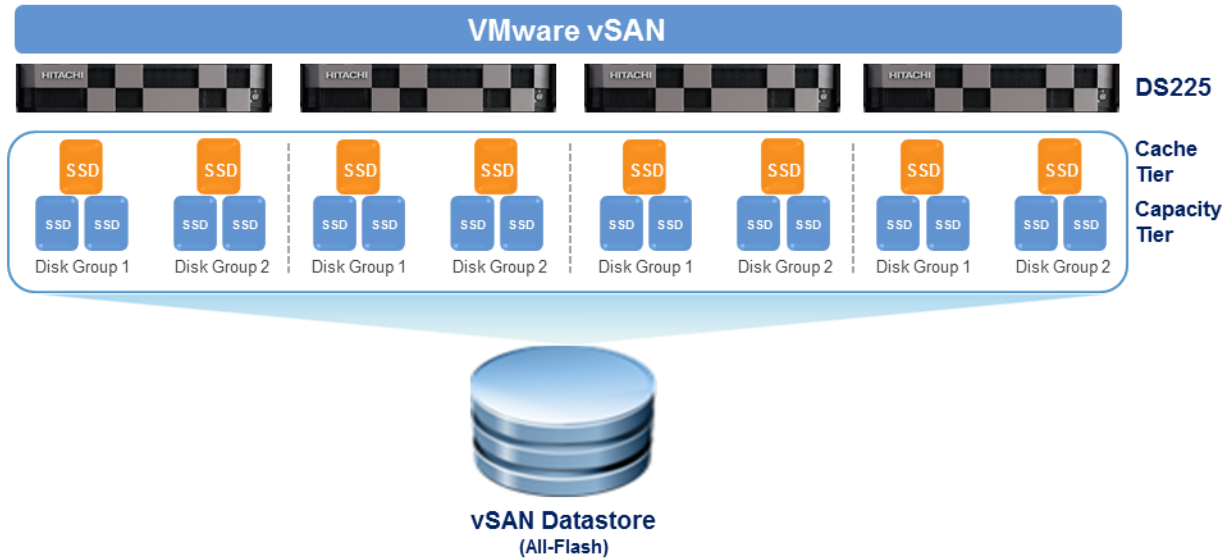 VMware vSAN
HITACHI HITACHI HITACHI HITACHI
DS225
SSD SSD SSD SSD SSD SSD SSD SSD
Cache
Tier
SSD SSD SSD SSD SSD SSD SSD SSD SSD SSD SSD SSD SSD SSD SSD SSD
Capacity
Tier
Disk Group 1 Disk Group 2 Disk Group 1 Disk Group 2 Disk Group 1 Disk Group 2 Disk Group 1 Disk Group 2
vSAN Datastore
(All-Flash)